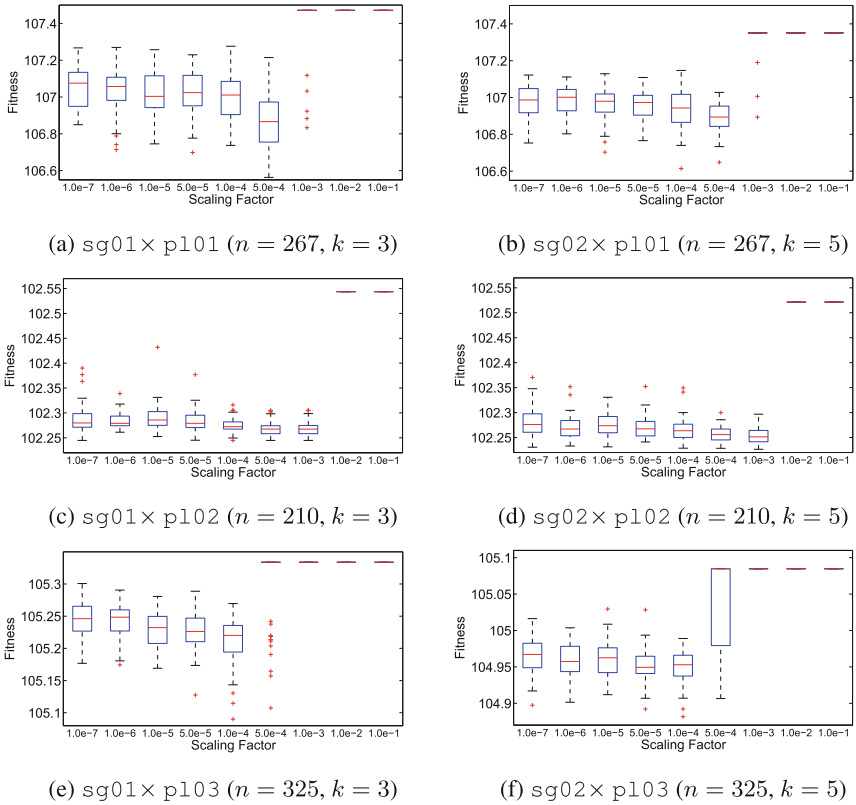 107.4
107.2
107
106.8
106.6
Fitness
1.0e-7 1.0e-6 1.0e-5 5.0e-5 1.0e-4 5.0e-4 1.0e-3 1.0e-2 1.0e-1
Scaling Factor
(a) sg01× pl01 (n = 267, k = 3)
107.4
107.2
107
106.8
106.6
Fitness
1.0e-7 1.0e-6 1.0e-5 5.0e-5 1.0e-4 5.0e-4 1.0e-3 1.0e-2 1.0e-1
Scaling Factor
(b) sg02× pl01 (n = 267, k = 5)
102.55
102.5
102.45
102.4
102.35
102.3
102.25
Fitness
1.0e-7 1.0e-6 1.0e-5 5.0e-5 1.0e-4 5.0e-4 1.0e-3 1.0e-2 1.0e-1
Scaling Factor
(c) sg01× pl02 (n = 210, k = 3)
102.55
102.5
102.45
102.4
102.35
102.3
102.25
Fitness
1.0e-7 1.0e-6 1.0e-5 5.0e-5 1.0e-4 5.0e-4 1.0e-3 1.0e-2 1.0e-1
Scaling Factor
(d) sg02× pl02 (n = 210, k = 5)
105.3
105.25
105.2
105.15
105.1
Fitness
1.0e-7 1.0e-6 1.0e-5 5.0e-5 1.0e-4 5.0e-4 1.0e-3 1.0e-2 1.0e-1
Scaling Factor
(e) sg01× pl03 (n = 325, k = 3)
105.1
105.05
105
104.95
104.9
Fitness
1.0e-7 1.0e-6 1.0e-5 5.0e-5 1.0e-4 5.0e-4 1.0e-3 1.0e-2 1.0e-1
Scaling Factor
(f) sg02× pl03 (n = 325, k = 5)